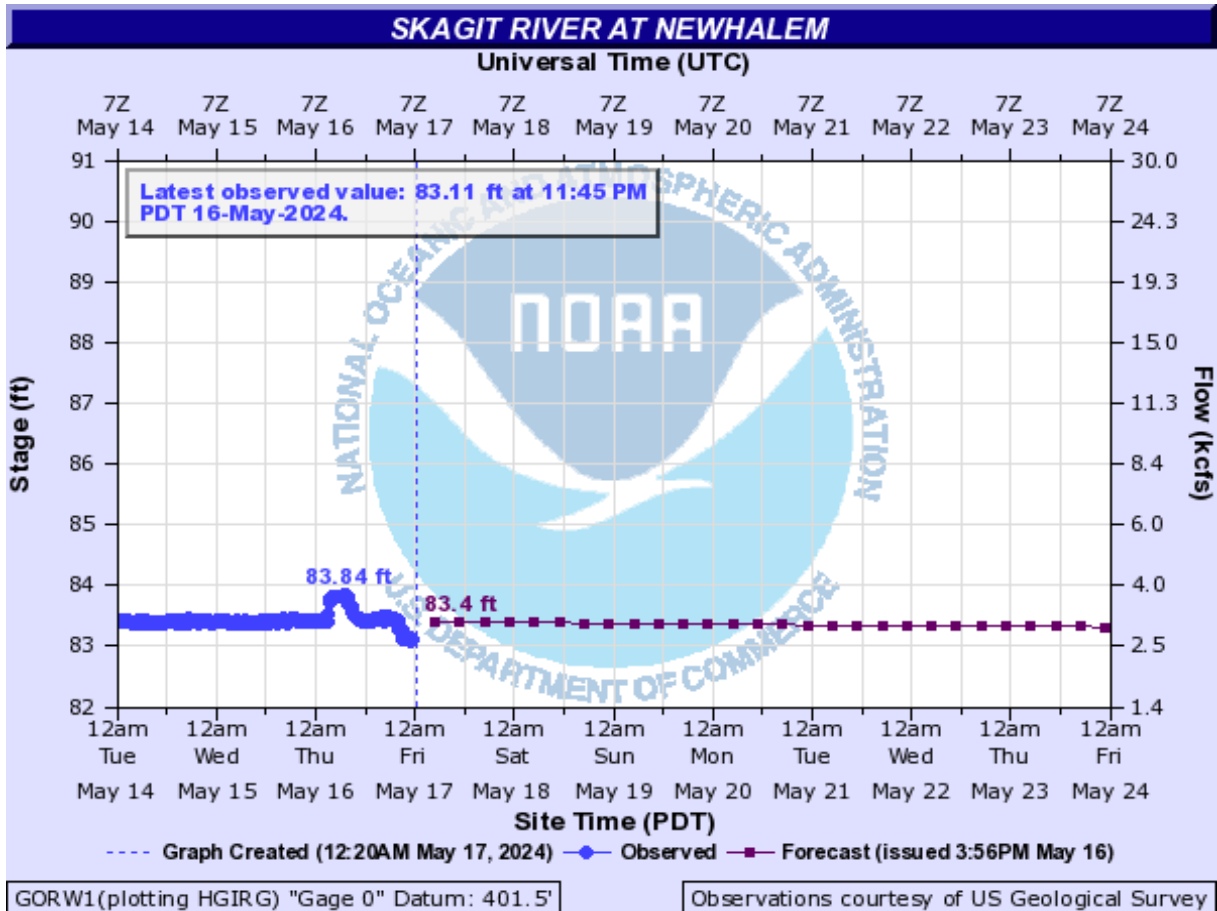 SKAGIT RIVER AT NEWHALEM
Universal Time (UTC)
7Z 7Z 7Z 7Z 7Z 7Z 7Z 7Z 7Z 7Z 7Z
May 14 May 15 May 16 May 17 May 18 May 19 May 20 May 21 May 22 May 23 May 24
Latest observed value: 83.11 ft at 11:45 PM
PDT 16-May-2024.
91 30.0
90 24.3
89 19.3
88 15.0
87 11.3
86 8.4
85 6.0
84 4.0
83 2.5
82 1.4
Stage (ft)
Flow (kcfs)
NATIONAL OCEANIC AND ATMOSPHERIC ADMINISTRATION
NOAA
U.S. DEPARTMENT OF COMMERCE
83.84 ft
83.4 ft
12am 12am 12am 12am 12am 12am 12am 12am 12am 12am 12am
Tue Wed Thu Fri Sat Sun Mon Tue Wed Thu Fri
May 14 May 15 May 16 May 17 May 18 May 19 May 20 May 21 May 22 May 23 May 24
Site Time (PDT)
Graph Created (12:20AM May 17, 2024) Observed Forecast (issued 3:56PM May 16)
GORW1(plotting HGIRG) "Gage 0" Datum: 401.5'
Observations courtesy of US Geological Survey